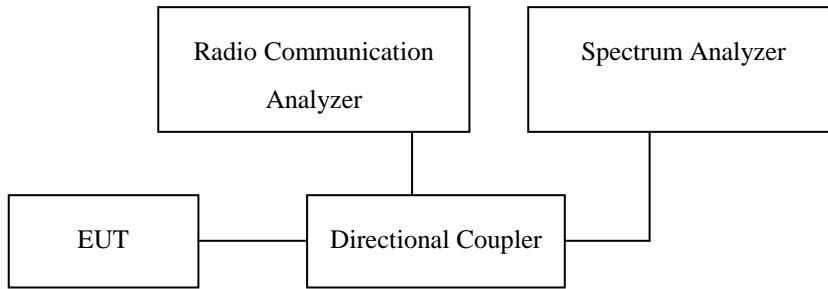 Radio Communication
Analyzer
Spectrum Analyzer
EUT
Directional Coupler